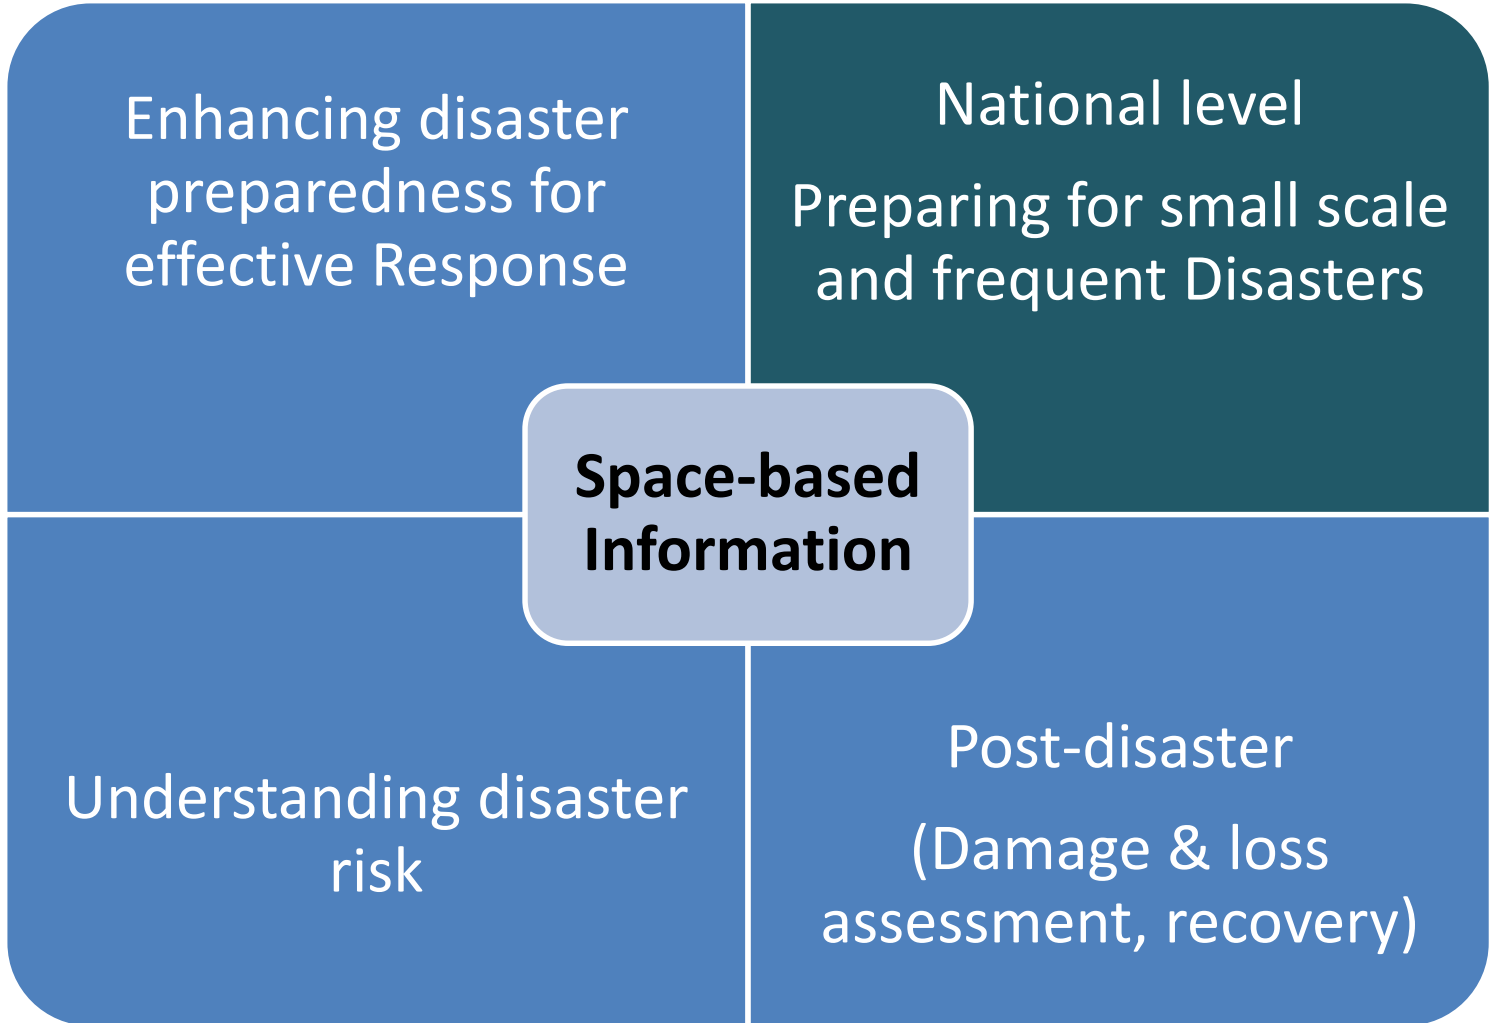 Enhancing disaster
preparedness for
effective Response
National level
Preparing for small scale
and frequent Disasters
Space-based
Information
Understanding disaster
risk
Post-disaster
(Damage & loss
assessment, recovery)